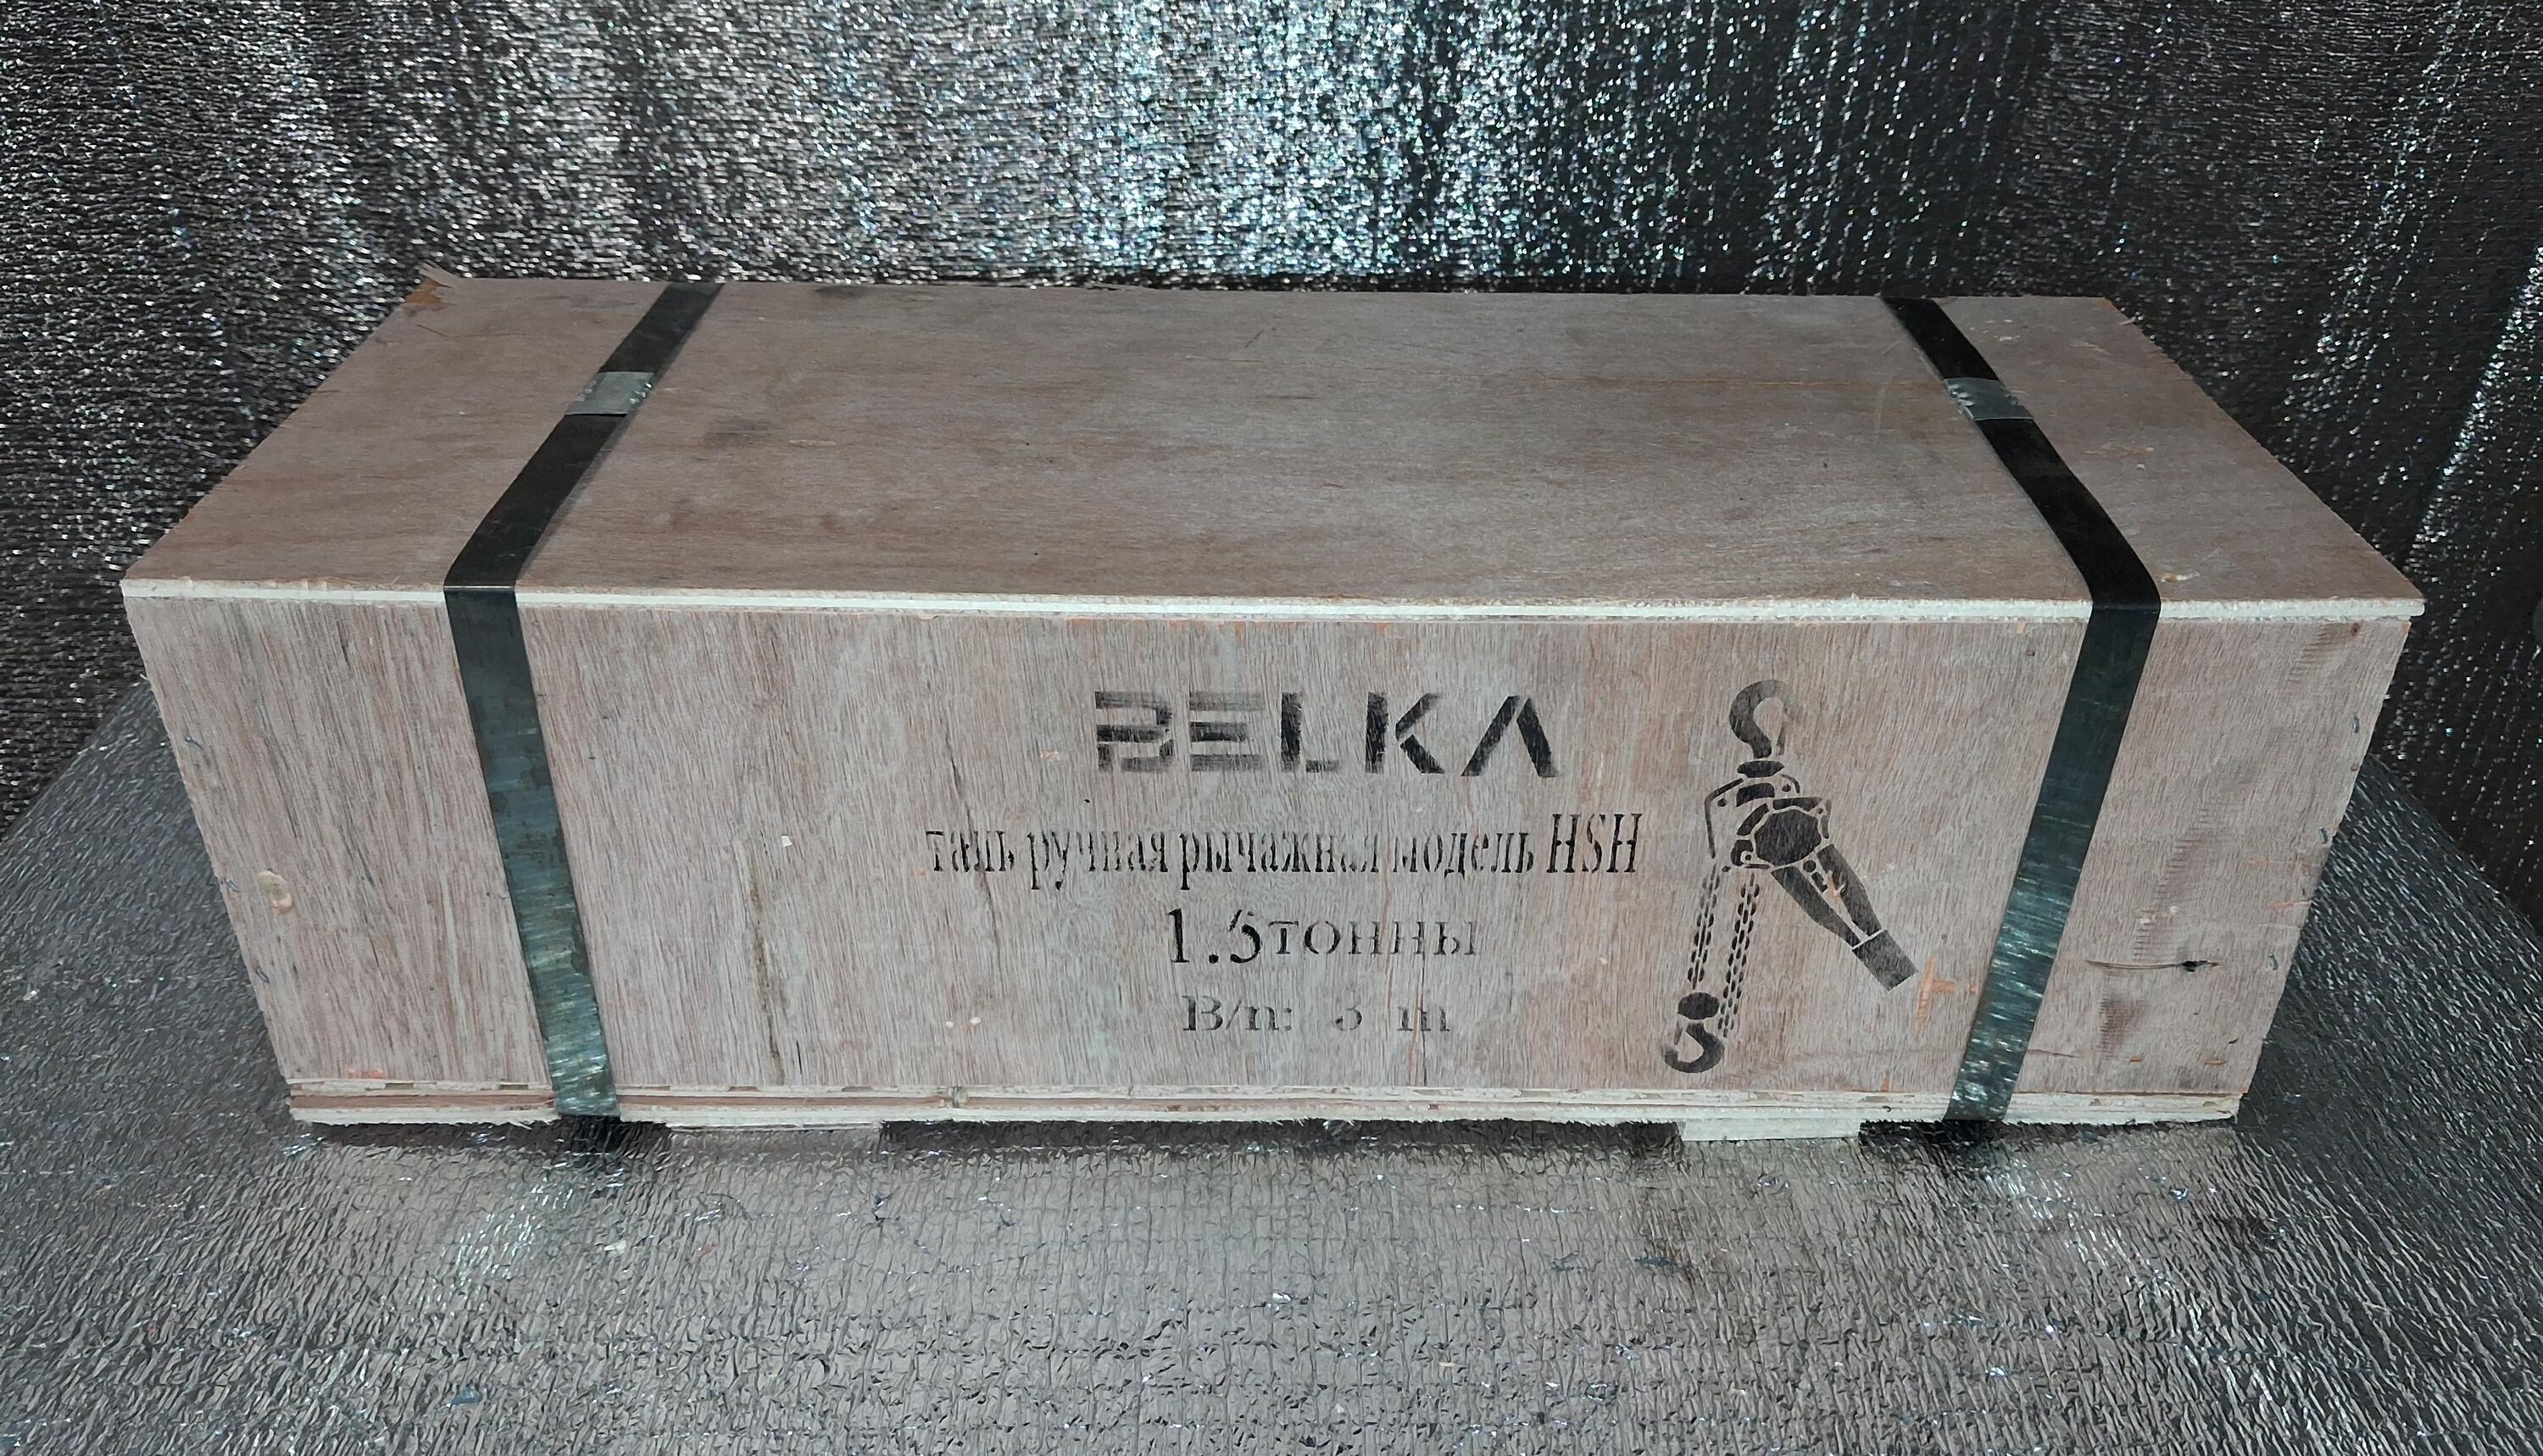 BELKA
таль ручная рычажная модель HSH
1.5тонны
В/п: 3 m